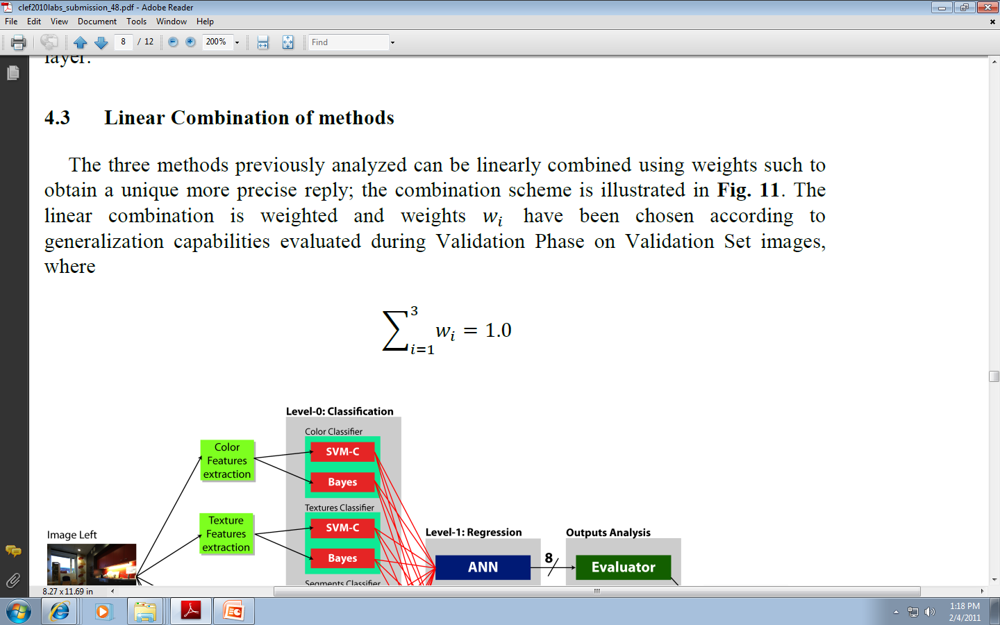 clef2010labs_submission_48.pdf - Adobe Reader
File Edit View Document Tools Window Help
8 / 12 200% Find
layer.
4.3 Linear Combination of methods
The three methods previously analyzed can be linearly combined using weights such to
obtain a unique more precise reply; the combination scheme is illustrated in Fig. 11. The
linear combination is weighted and weights wᵢ have been chosen according to
generalization capabilities evaluated during Validation Phase on Validation Set images,
where
∑³ᵢ₌₁ wᵢ = 1.0
Level-0: Classification
Color Classifier
Color
Features
extraction
SVM-C
Bayes
Textures Classifier
Texture
Features
extraction
SVM-C
Bayes
Segments Classifier
Image Left
Level-1: Regression
ANN
8
Outputs Analysis
Evaluator
8.27 x 11.69 in
1:18 PM
2/4/2011